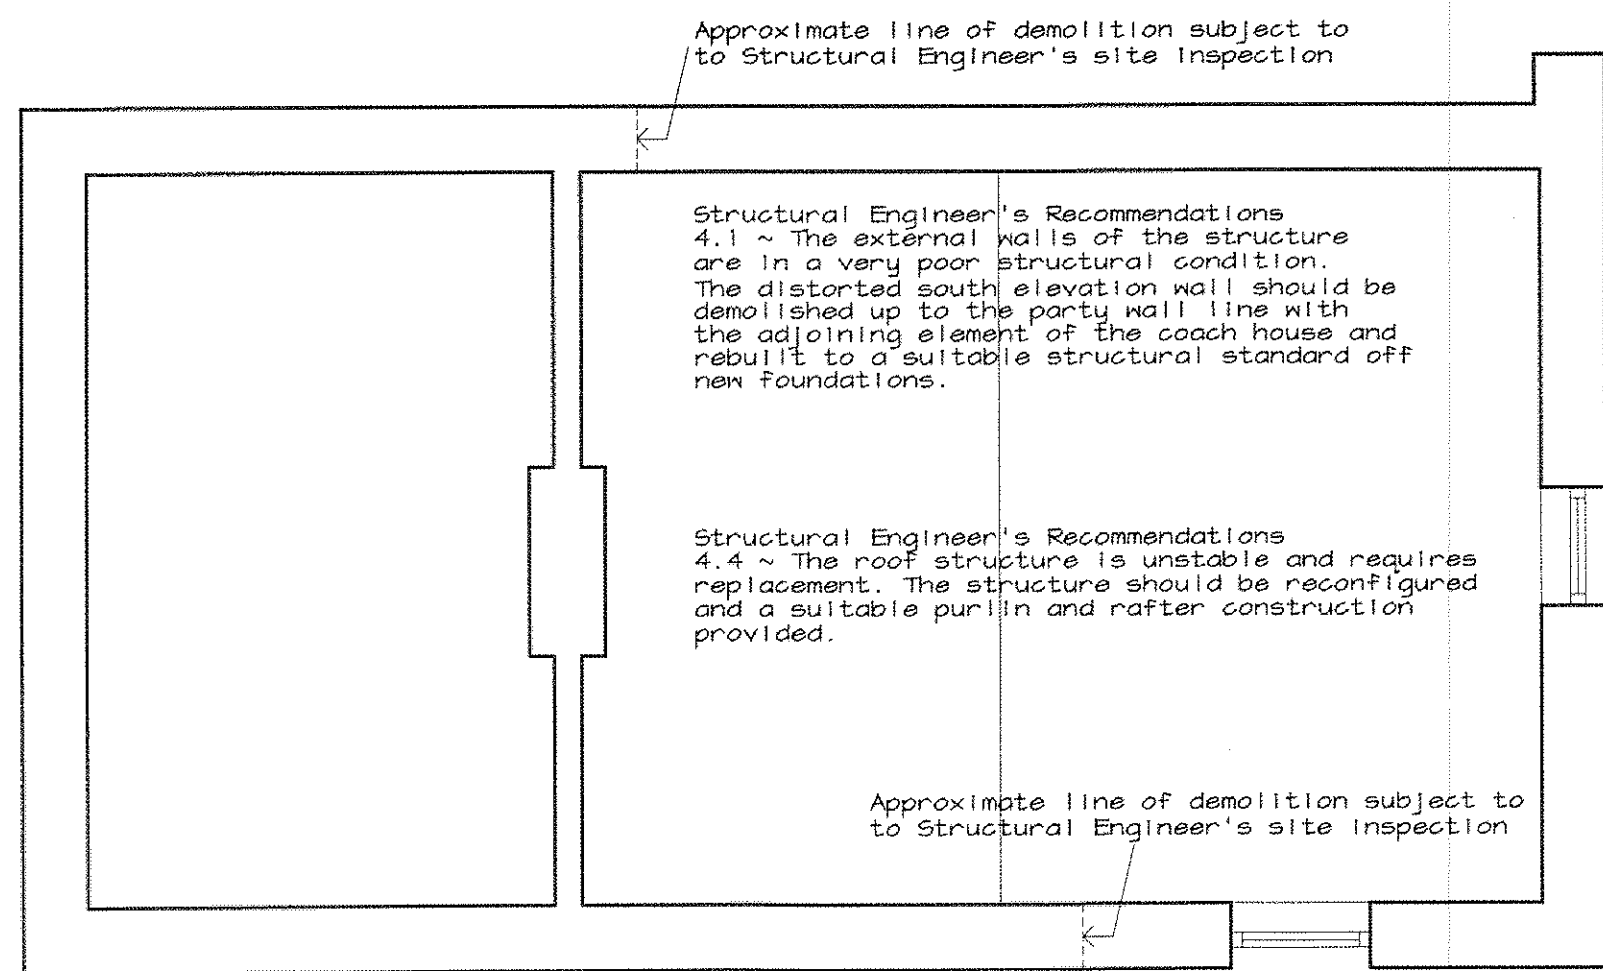 Approximate line of demolition subject to
to Structural Engineer's site inspection
Structural Engineer's Recommendations
4.1 ~ The external walls of the structure
are in a very poor structural condition.
The distorted south elevation wall should be
demolished up to the party wall line with
the adjoining element of the coach house and
rebuilt to a suitable structural standard off
new foundations.
Structural Engineer's Recommendations
4.4 ~ The roof structure is unstable and requires
replacement. The structure should be reconfigured
and a suitable purlin and rafter construction
provided.
Approximate line of demolition subject to
to Structural Engineer's site inspection